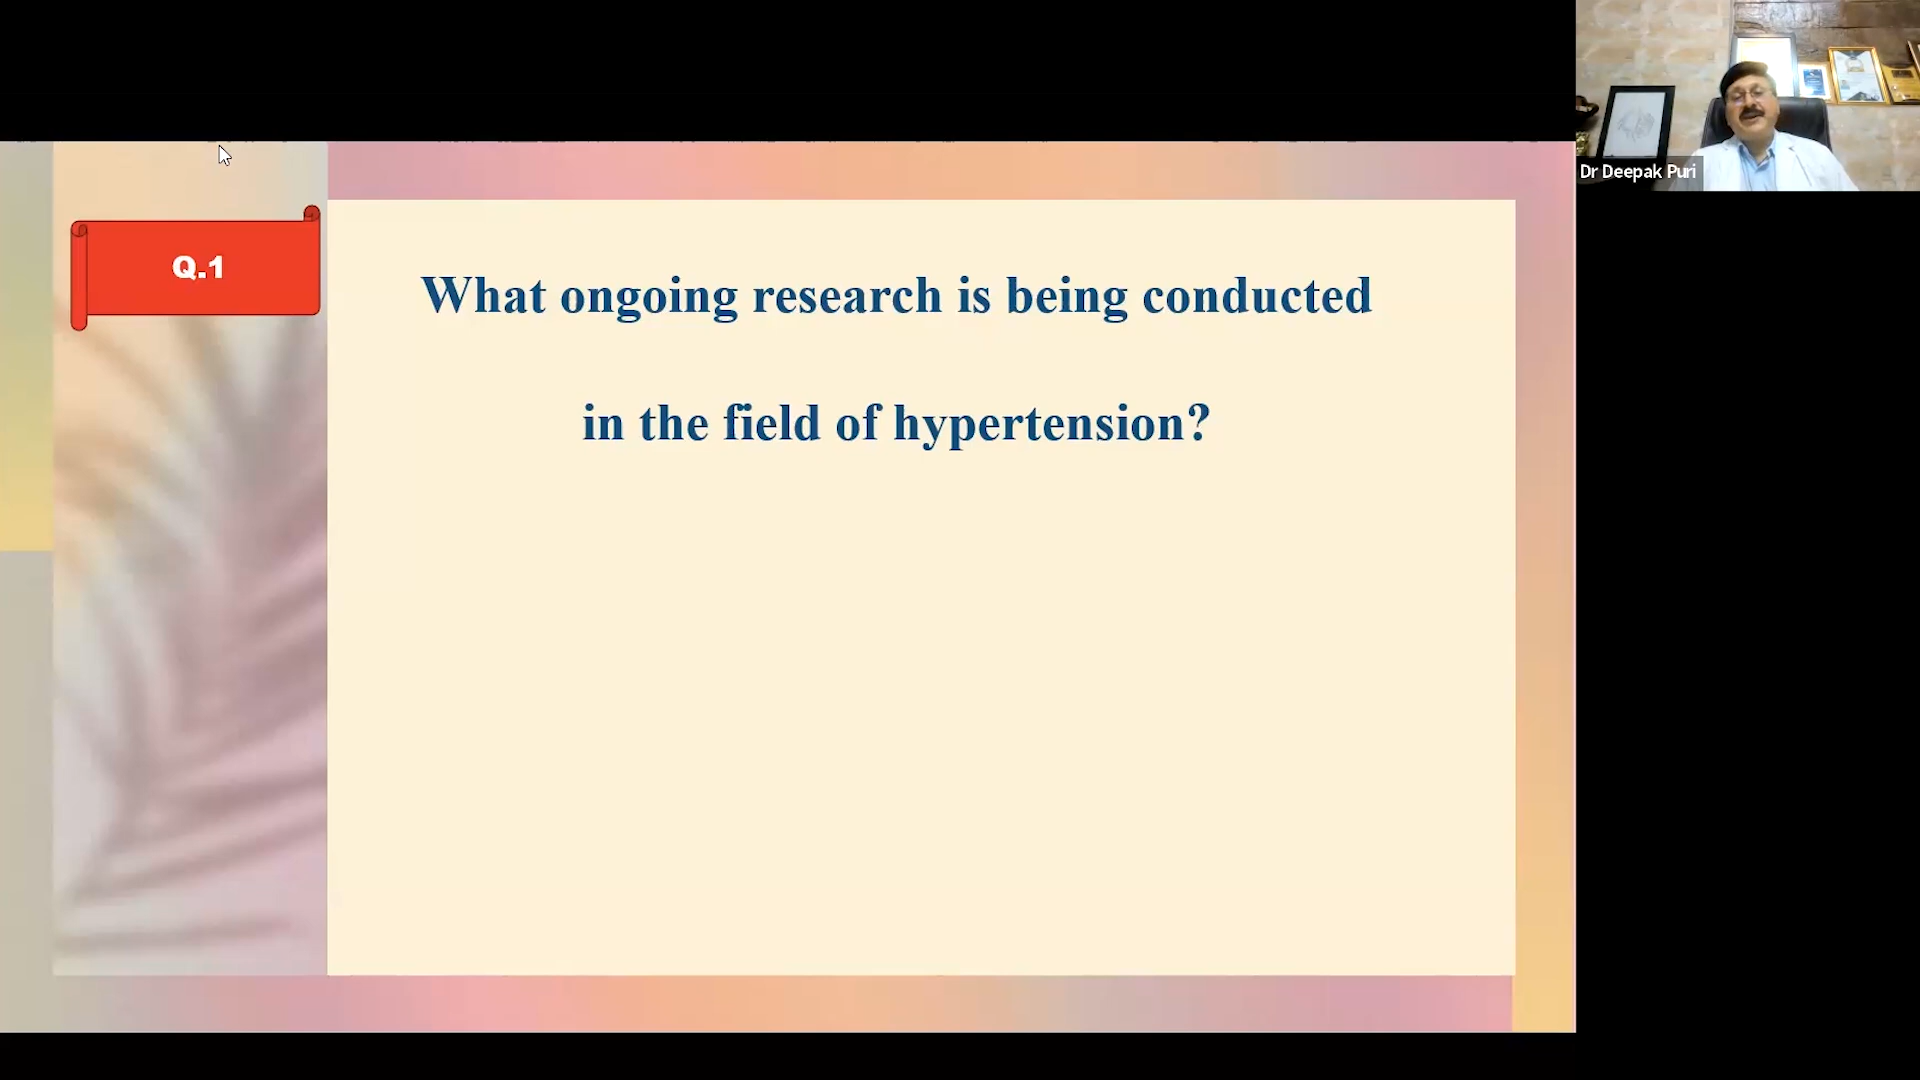 Dr Deepak Puri
Q.1
What ongoing research is being conducted
in the field of hypertension?